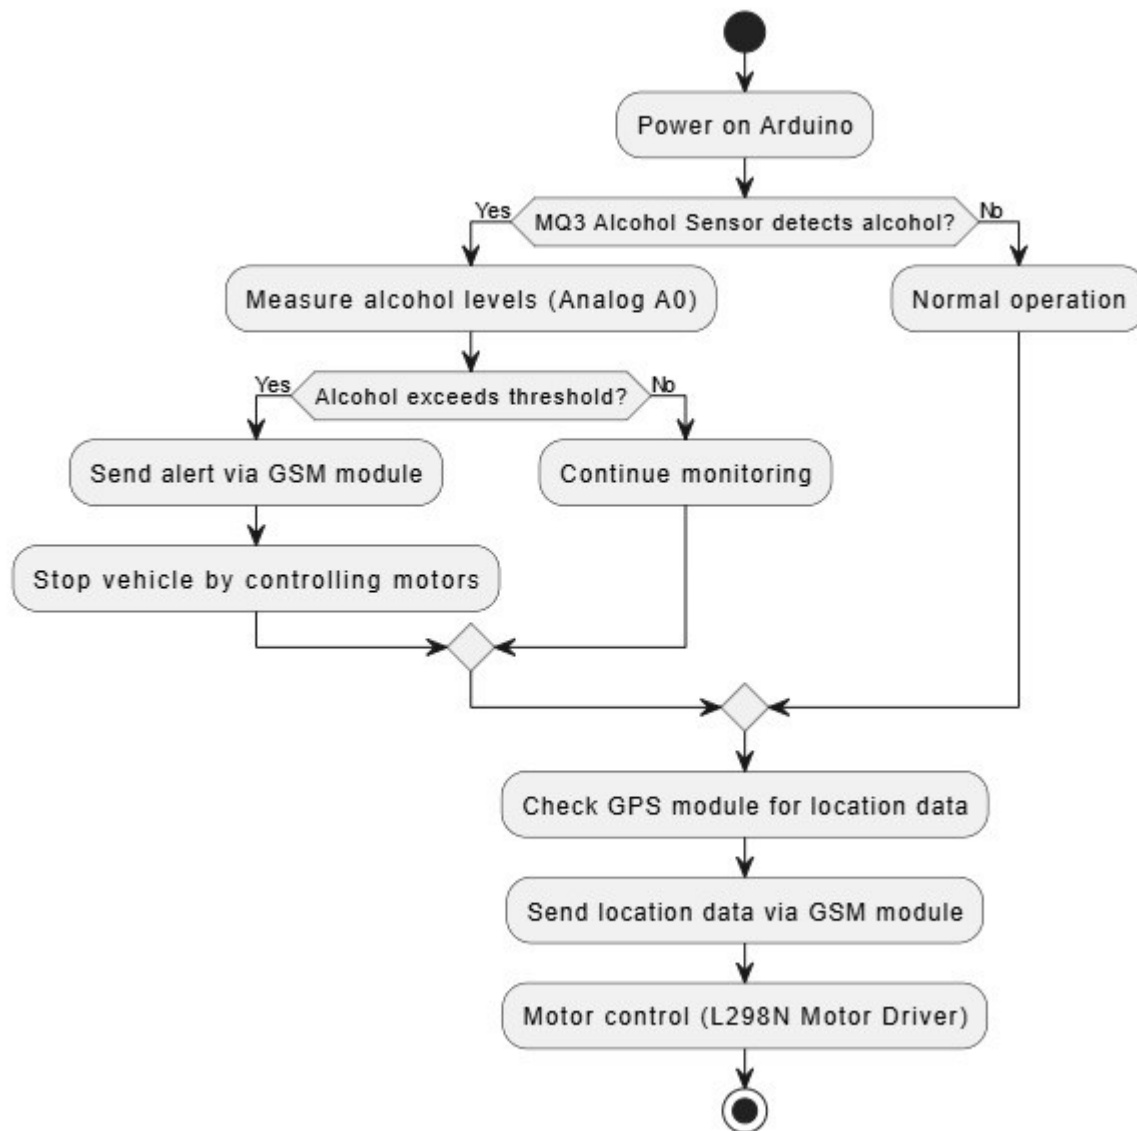 Power on Arduino
Yes
MQ3 Alcohol Sensor detects alcohol?
No
Measure alcohol levels (Analog A0)
Normal operation
Yes
Alcohol exceeds threshold?
No
Send alert via GSM module
Continue monitoring
Stop vehicle by controlling motors
Check GPS module for location data
Send location data via GSM module
Motor control (L298N Motor Driver)